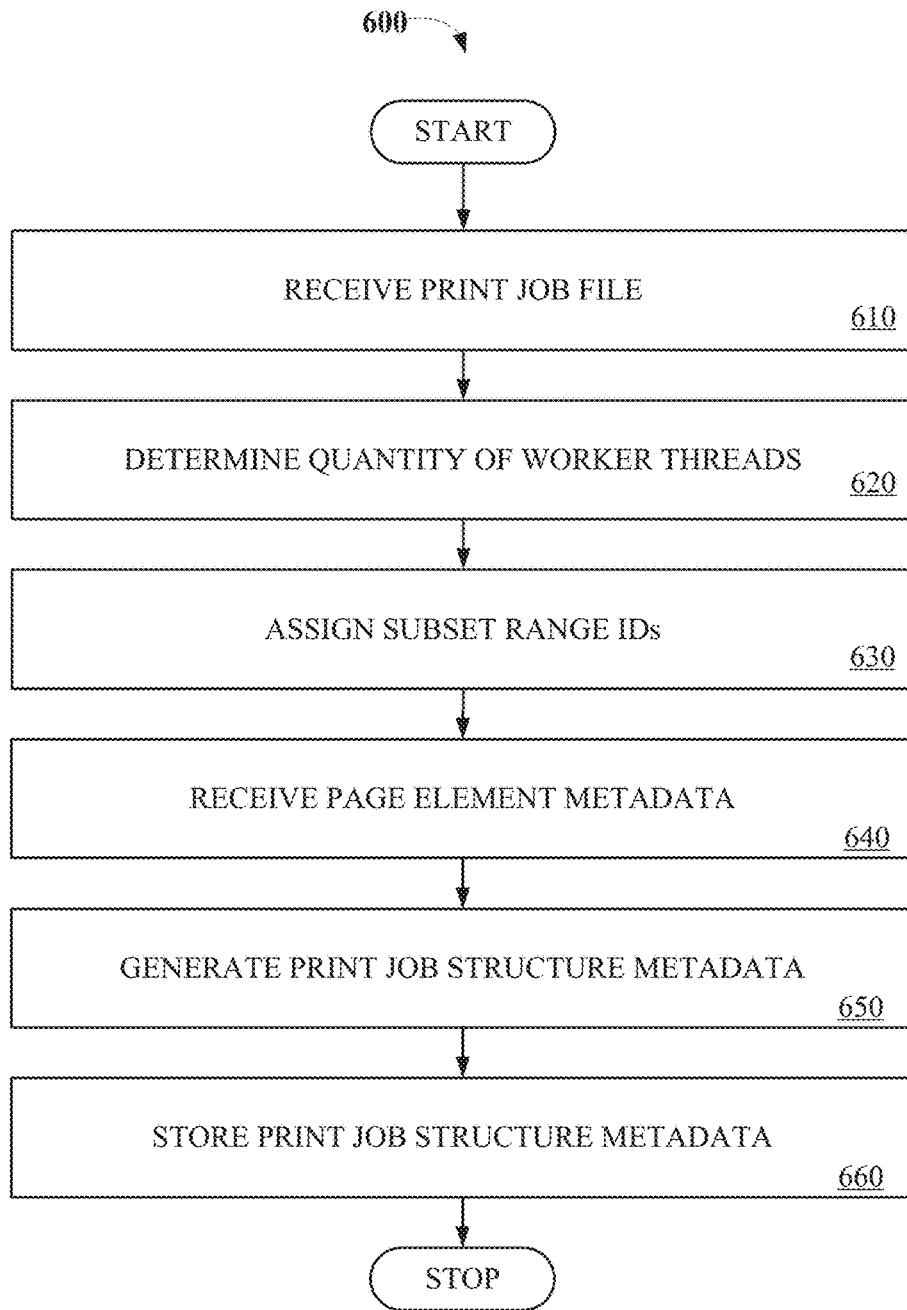 600
START
RECEIVE PRINT JOB FILE
610
DETERMINE QUANTITY OF WORKER THREADS
620
ASSIGN SUBSET RANGE IDs
630
RECEIVE PAGE ELEMENT METADATA
640
GENERATE PRINT JOB STRUCTURE METADATA
650
STORE PRINT JOB STRUCTURE METADATA
660
STOP